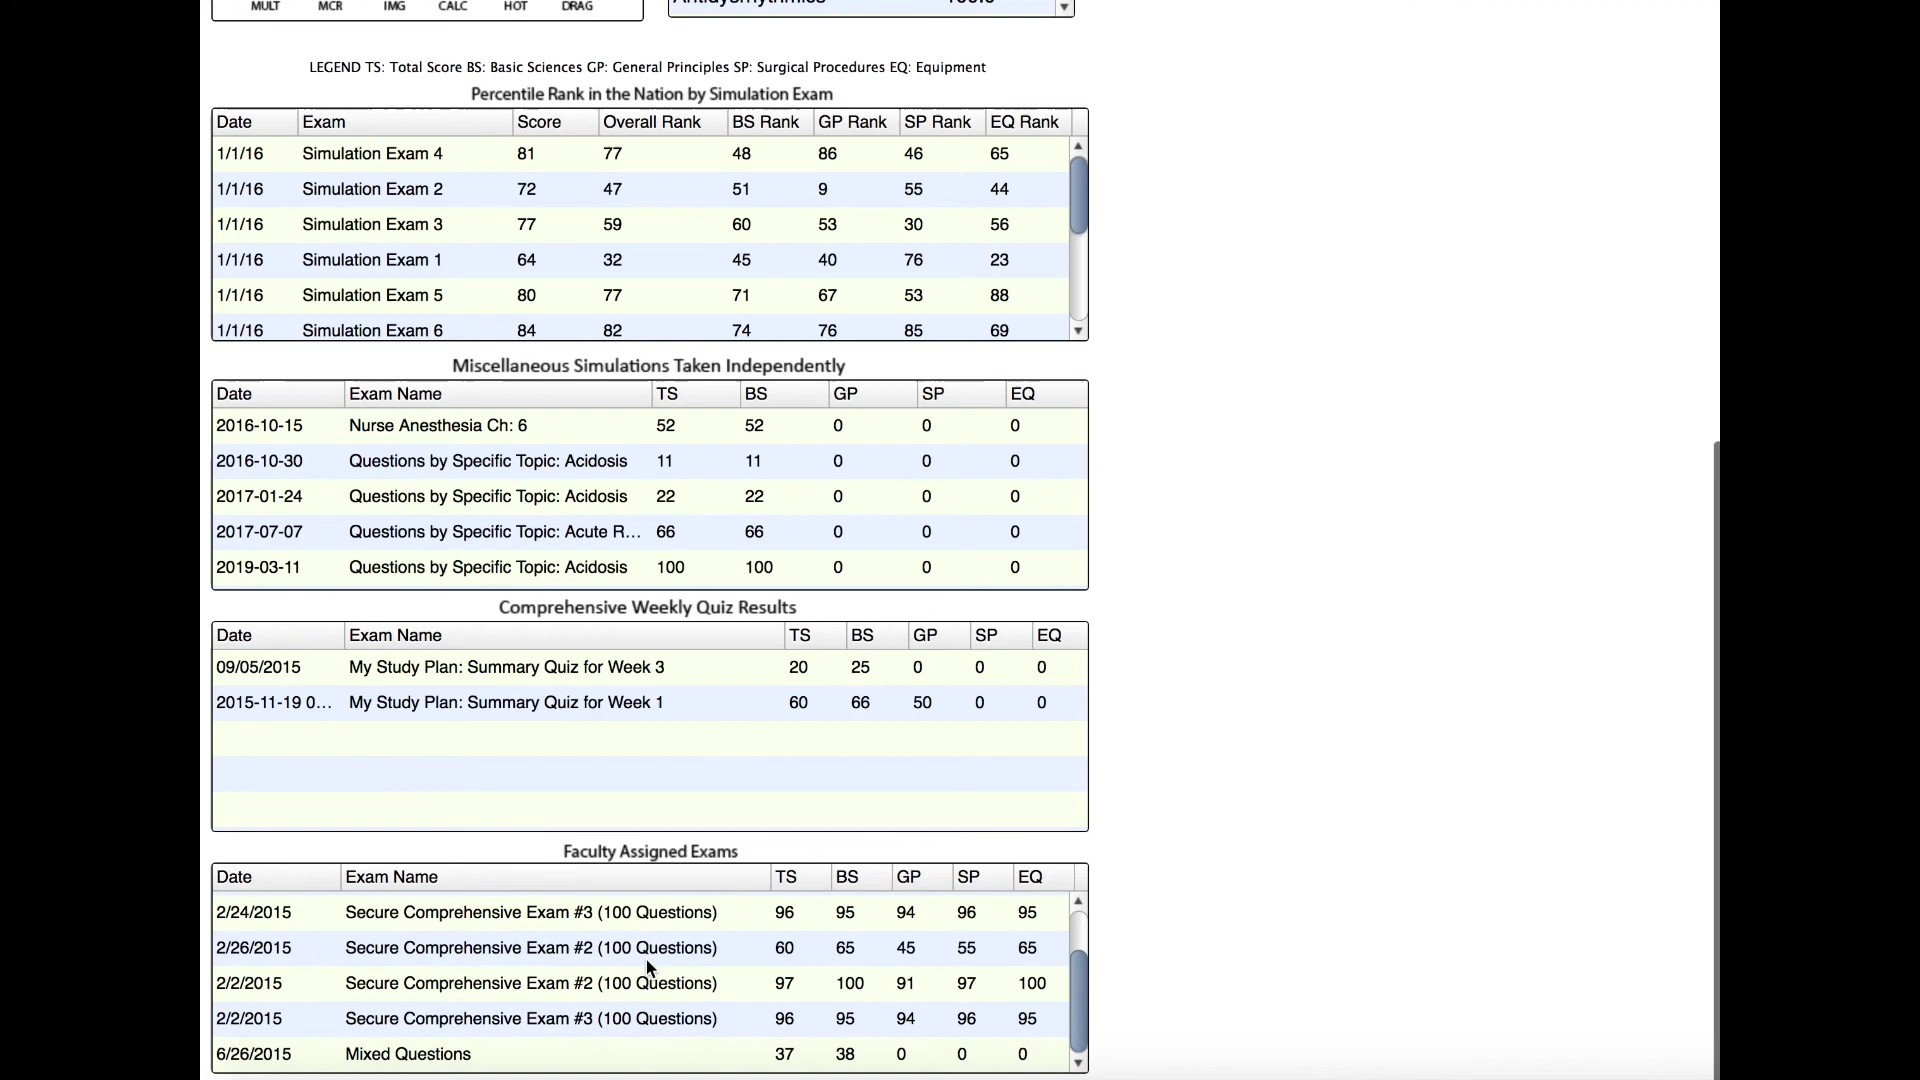 MULT MCR IMG CALC HOT DRAG
LEGEND TS: Total Score BS: Basic Sciences GP: General Principles SP: Surgical Procedures EQ: Equipment
Percentile Rank in the Nation by Simulation Exam
Date Exam Score Overall Rank BS Rank GP Rank SP Rank EQ Rank
1/1/16 Simulation Exam 4 81 77 48 86 46 65
1/1/16 Simulation Exam 2 72 47 51 9 55 44
1/1/16 Simulation Exam 3 77 59 60 53 30 56
1/1/16 Simulation Exam 1 64 32 45 40 76 23
1/1/16 Simulation Exam 5 80 77 71 67 53 88
1/1/16 Simulation Exam 6 84 82 74 76 85 69
Miscellaneous Simulations Taken Independently
Date Exam Name TS BS GP SP EQ
2016-10-15 Nurse Anesthesia Ch: 6 52 52 0 0 0
2016-10-30 Questions by Specific Topic: Acidosis 11 11 0 0 0
2017-01-24 Questions by Specific Topic: Acidosis 22 22 0 0 0
2017-07-07 Questions by Specific Topic: Acute R... 66 66 0 0 0
2019-03-11 Questions by Specific Topic: Acidosis 100 100 0 0 0
Comprehensive Weekly Quiz Results
Date Exam Name TS BS GP SP EQ
09/05/2015 My Study Plan: Summary Quiz for Week 3 20 25 0 0 0
2015-11-19 0... My Study Plan: Summary Quiz for Week 1 60 66 50 0 0
Faculty Assigned Exams
Date Exam Name TS BS GP SP EQ
2/24/2015 Secure Comprehensive Exam #3 (100 Questions) 96 95 94 96 95
2/26/2015 Secure Comprehensive Exam #2 (100 Questions) 60 65 45 55 65
2/2/2015 Secure Comprehensive Exam #2 (100 Questions) 97 100 91 97 100
2/2/2015 Secure Comprehensive Exam #3 (100 Questions) 96 95 94 96 95
6/26/2015 Mixed Questions 37 38 0 0 0